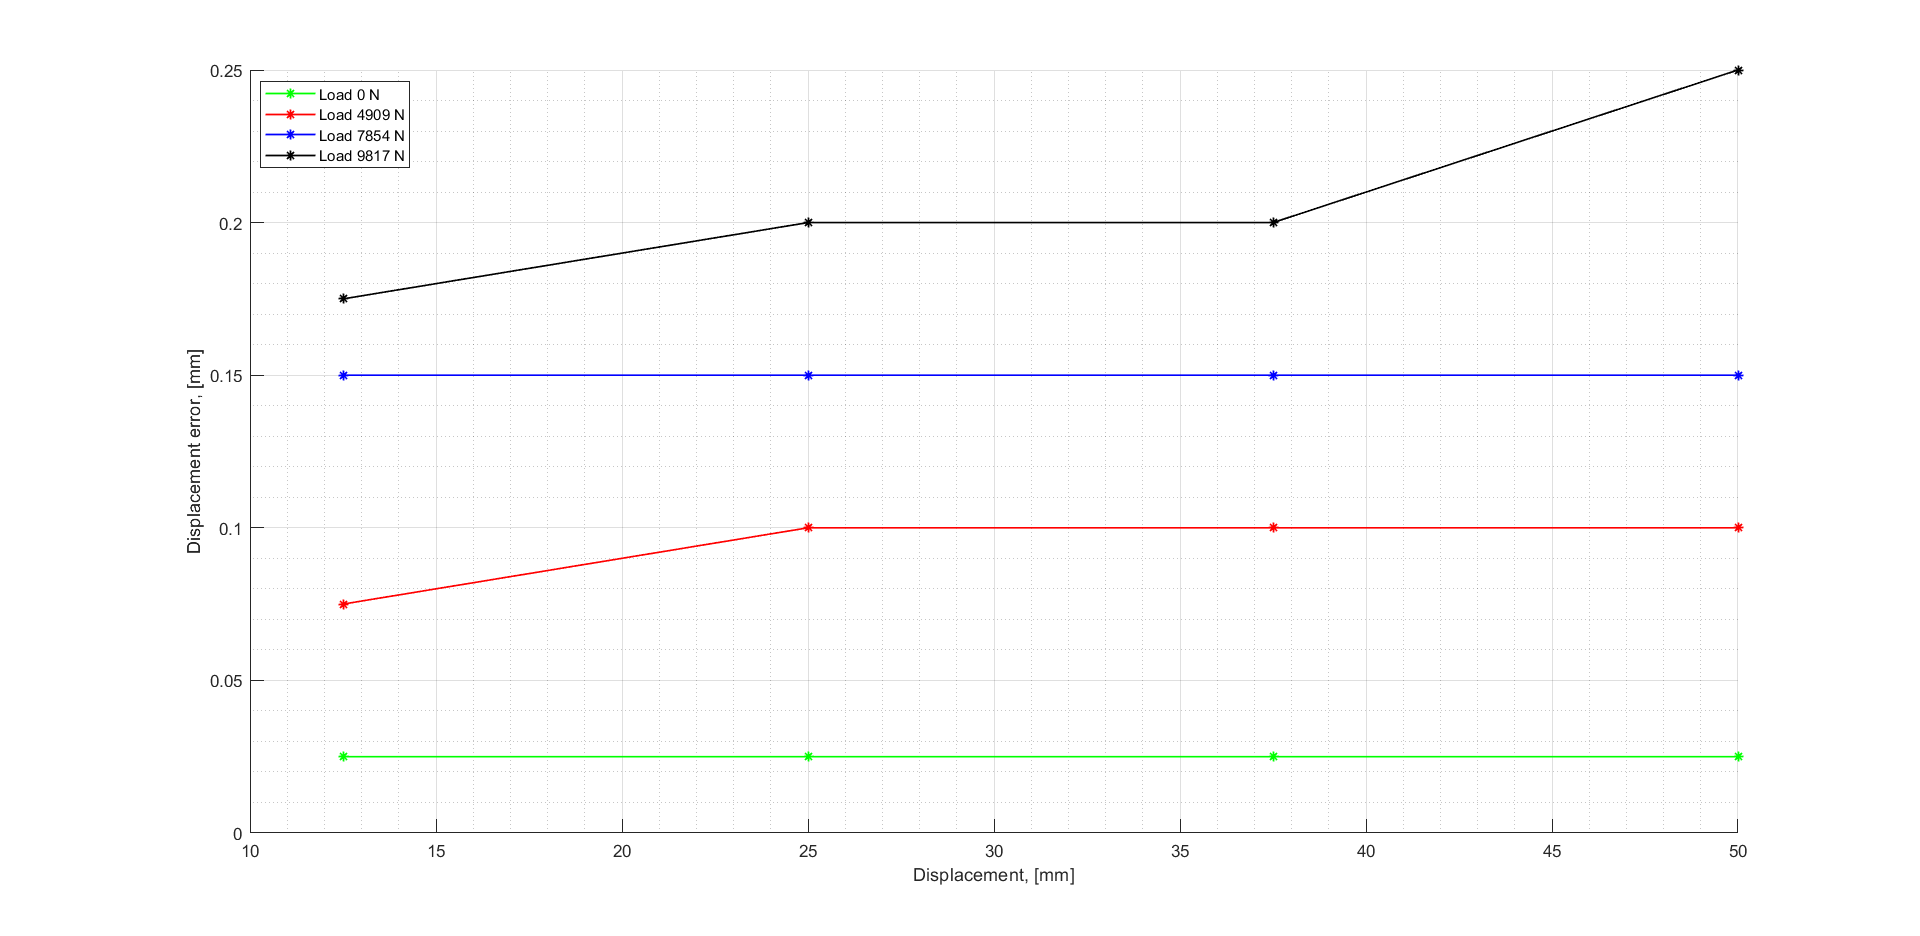 0.25
0.2
0.15
0.1
0.05
0
Displacement error, [mm]
Load 0 N
Load 4909 N
Load 7854 N
Load 9817 N
10 15 20 25 30 35 40 45 50
Displacement, [mm]